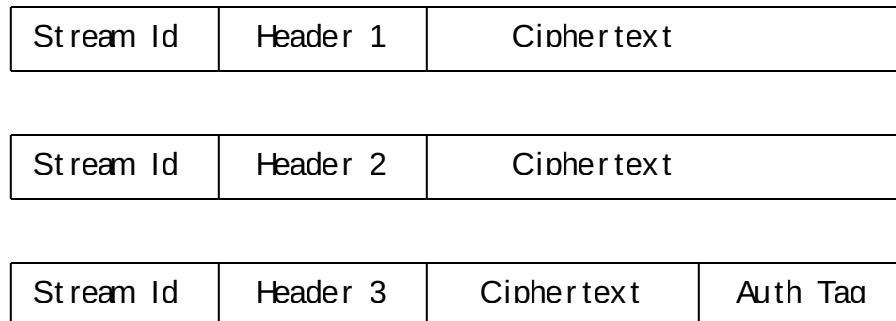 Stream Id Header 1 Ciphertext
Stream Id Header 2 Ciphertext
Stream Id Header 3 Ciphertext Auth Tag